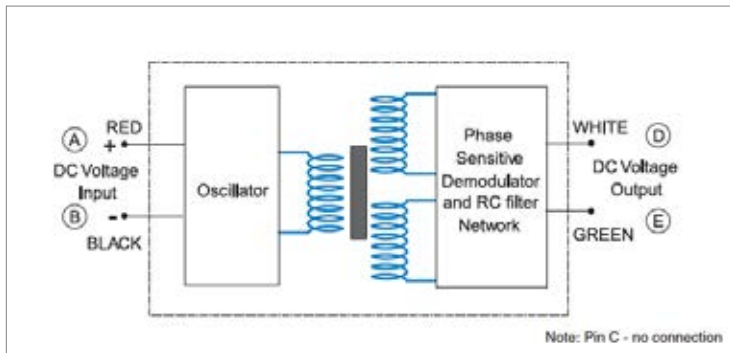 A
RED
+
DC Voltage
Input
B
-
BLACK
Oscillator
Phase
Sensitive
Demodulator
and RC filter
Network
WHITE
D
DC Voltage
Output
E
GREEN
Note: Pin C - no connection